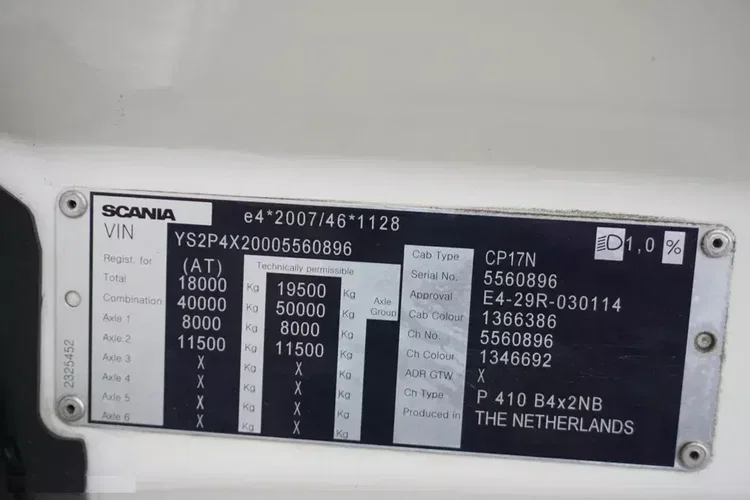 SCANIA e4*2007/46*1128
VIN YS2P4X20005560896
Regist. for (AT) Technically permissible
Total 18000 Kg 19500 Kg
Combination 40000 Kg 50000 Kg Axle Group
Axle 1 8000 Kg 8000 Kg
Axle 2 11500 Kg 11500 Kg
Axle 3 X Kg X Kg
Axle 4 X Kg X Kg
Axle 5 X Kg X Kg
Axle 6 X Kg X Kg
2325452
Cab Type CP17N
1,0 %
Serial No. 5560896
Approval E4-29R-030114
Cab Colour 1366386
Ch No. 5560896
Ch Colour 1346692
ADR GTW X
Ch Type P 410 B4x2NB
Produced in THE NETHERLANDS